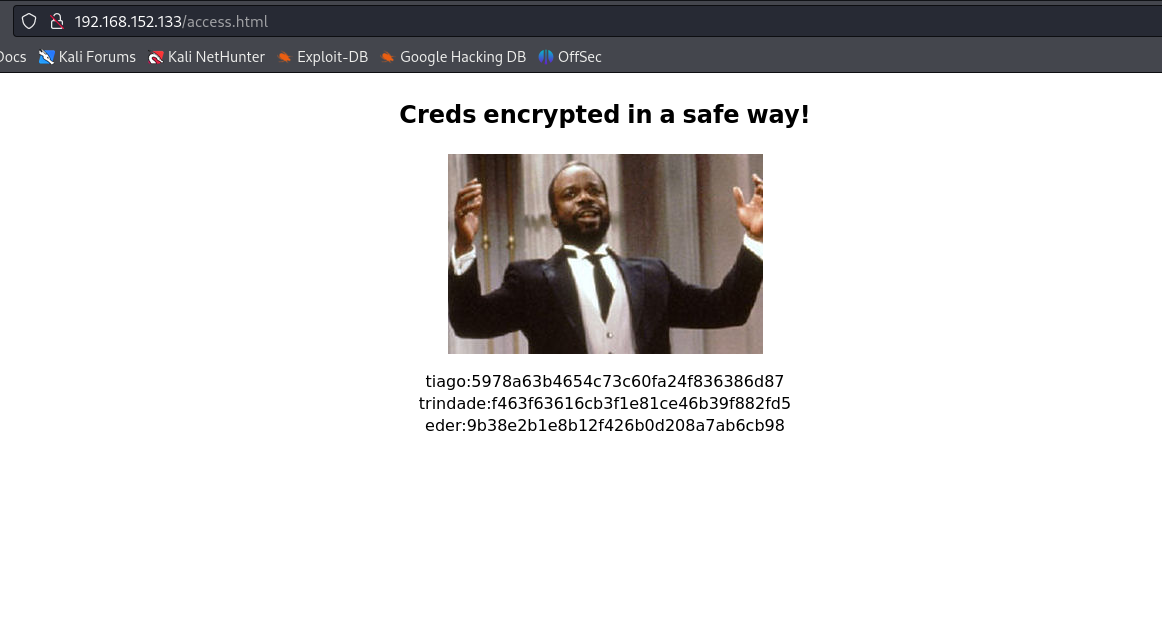 192.168.152.133/access.html
Docs Kali Forums Kali NetHunter Exploit-DB Google Hacking DB OffSec
Creds encrypted in a safe way!
tiago:5978a63b4654c73c60fa24f836386d87
trindade:f463f63616cb3f1e81ce46b39f882fd5
eder:9b38e2b1e8b12f426b0d208a7ab6cb98